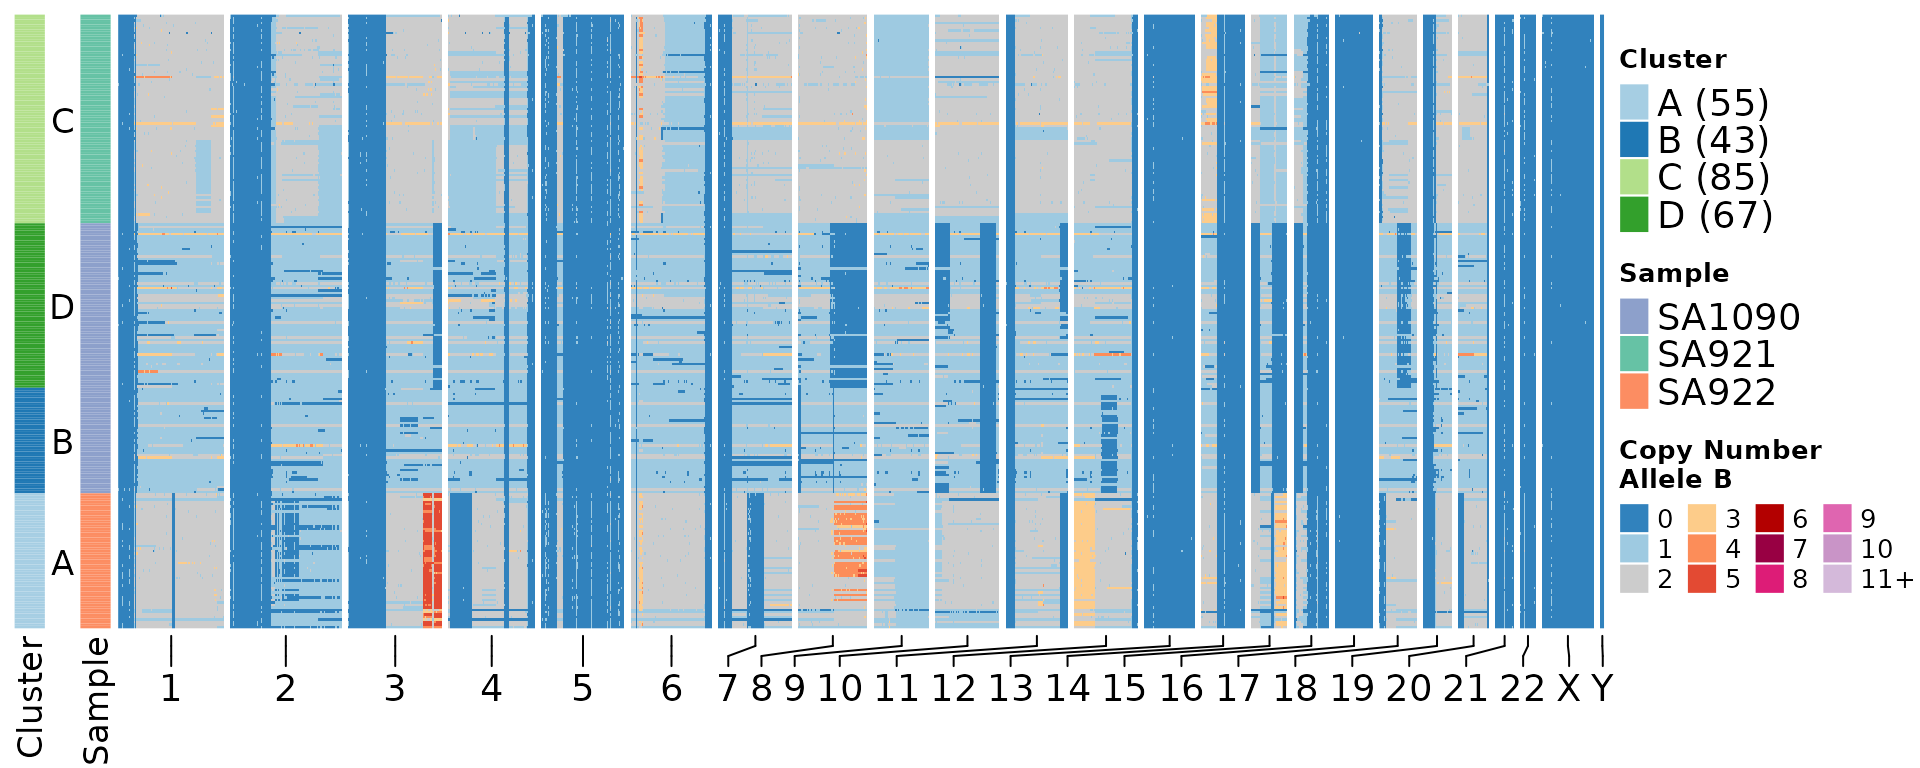 C
D
B
A
Cluster
Sample
1 2 3 4 5 6 7 8 9 10 11 12 13 14 15 16 17 18 19 20 21 22 X Y
Cluster
A (55)
B (43)
C (85)
D (67)
Sample
SA1090
SA921
SA922
Copy Number
Allele B
0 3 6 9
1 4 7 10
2 5 8 11+